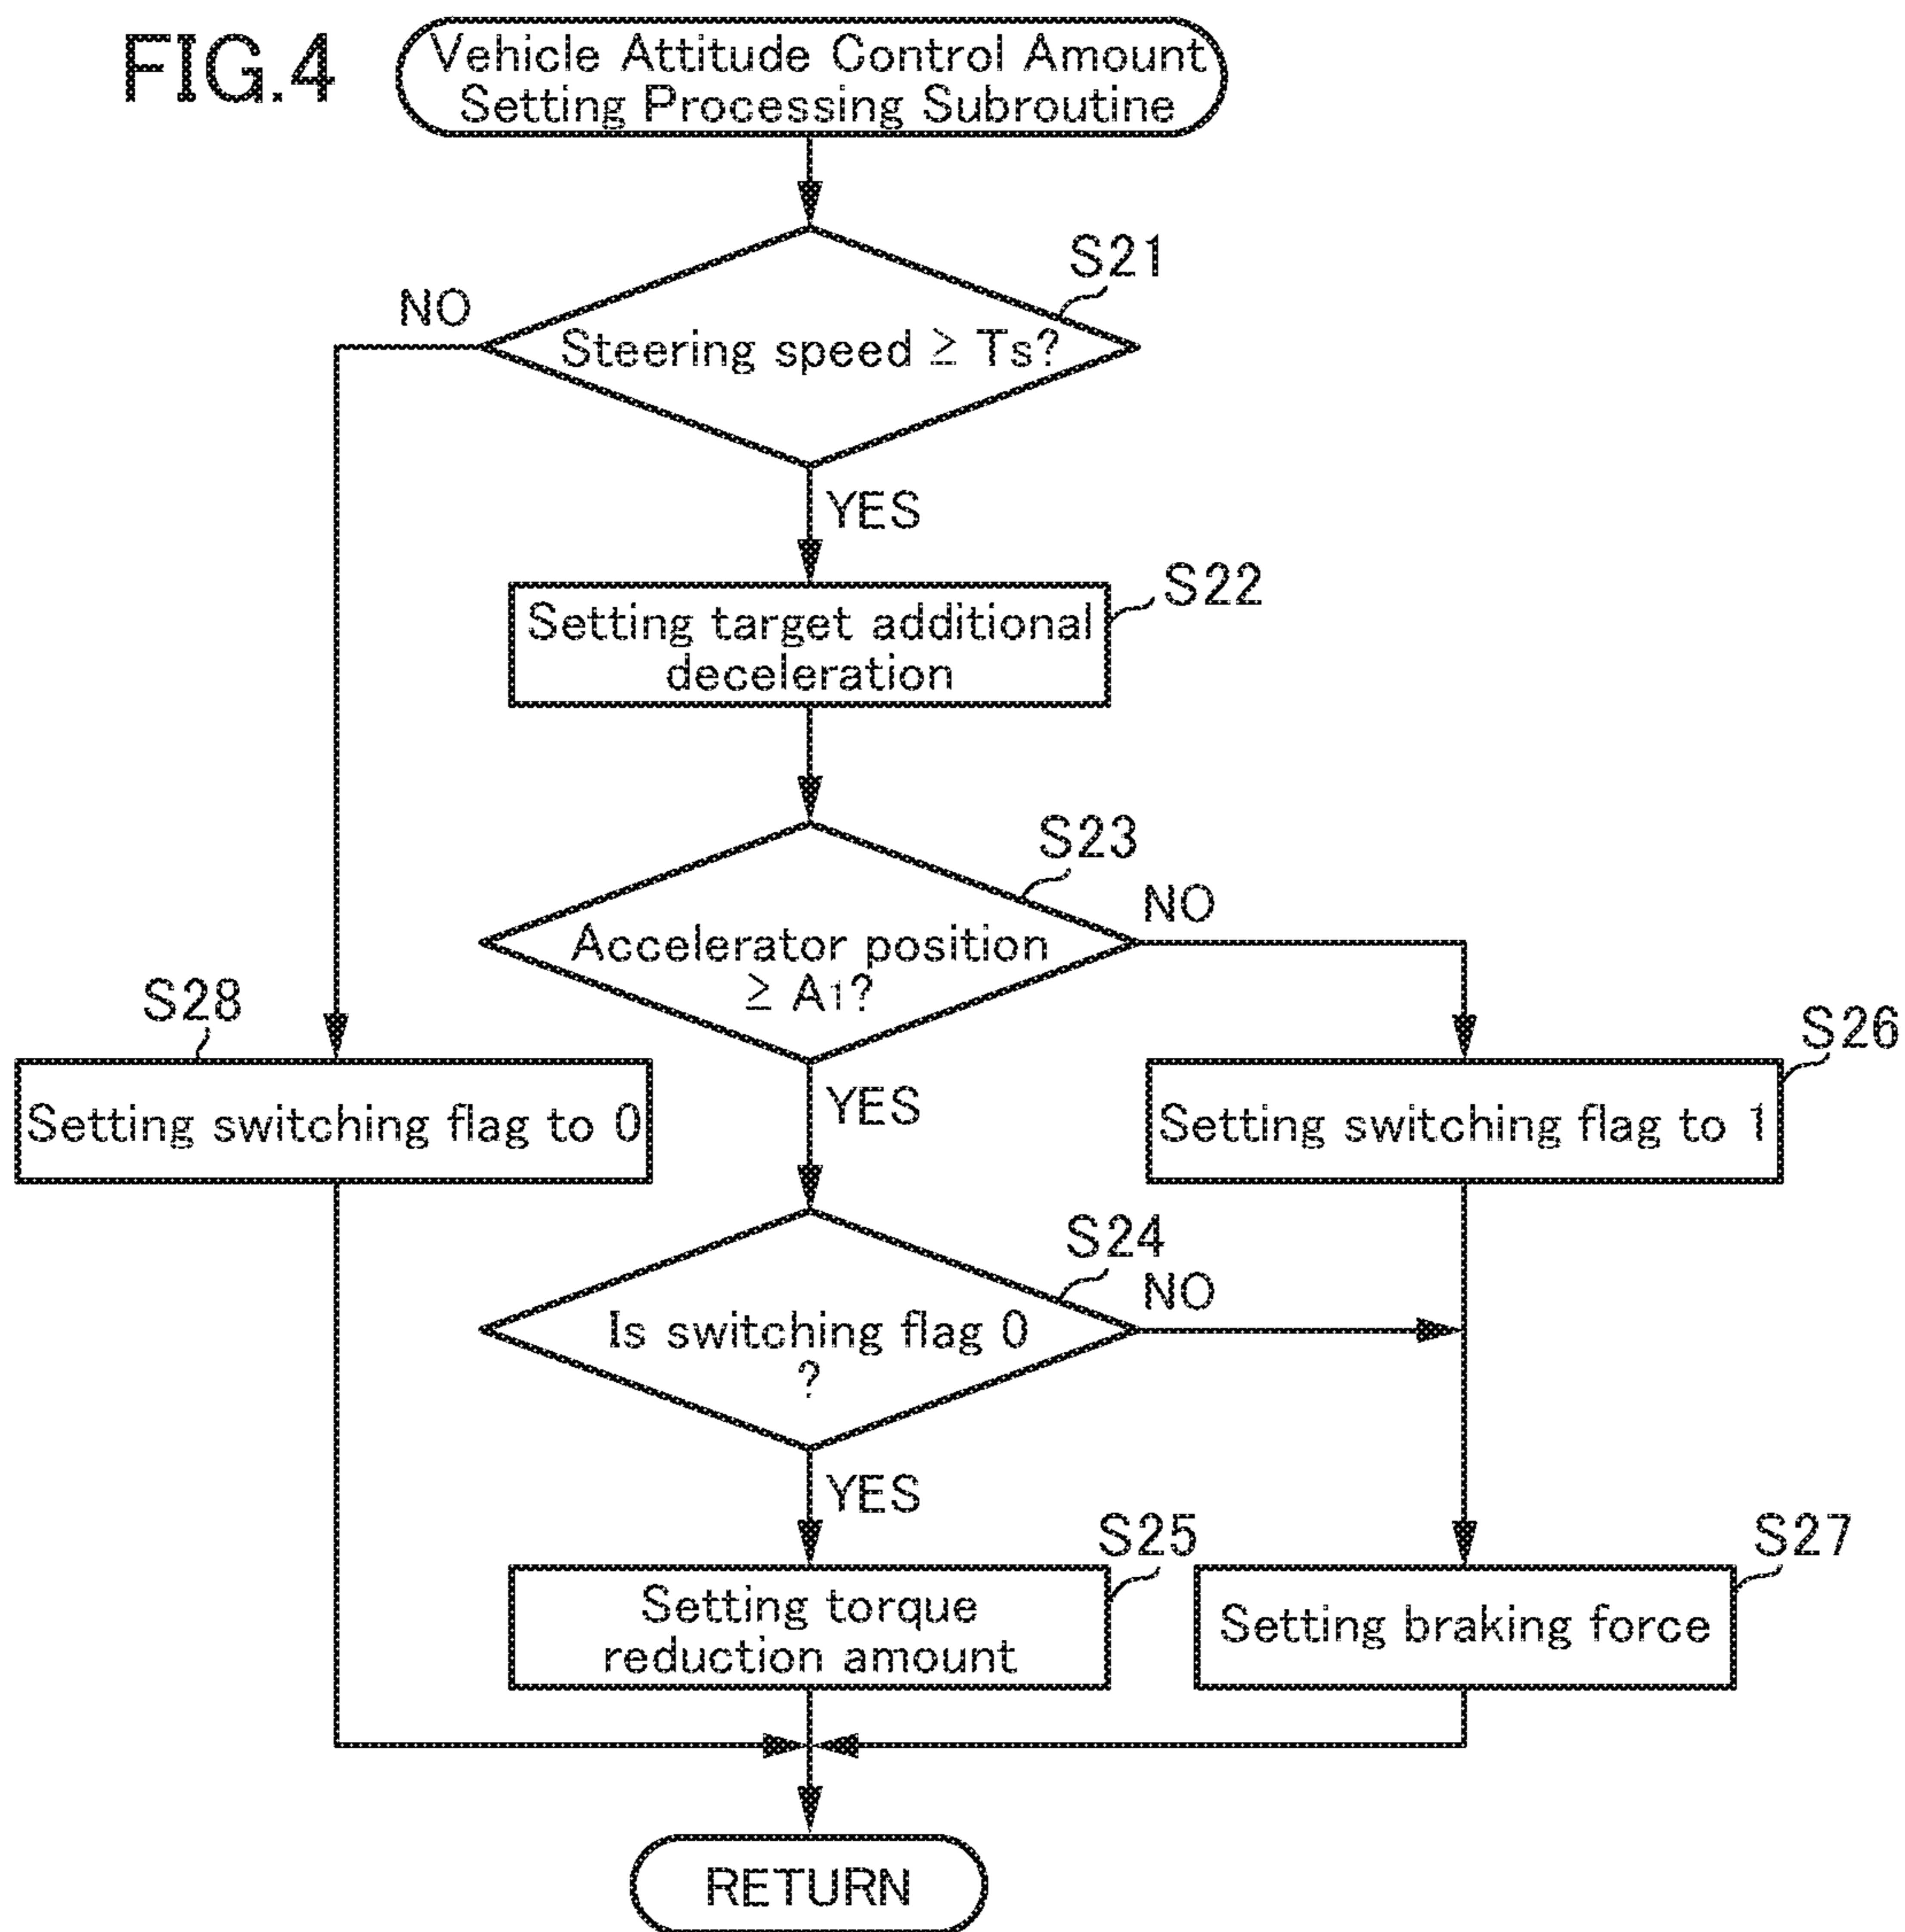 FIG.4
Vehicle Attitude Control Amount
Setting Processing Subroutine
S21
NO
Steering speed ≥ Ts?
YES
S22
Setting target additional
deceleration
S23
NO
Accelerator position
≥ A1?
YES
S28
Setting switching flag to 0
S26
Setting switching flag to 1
S24
NO
Is switching flag 0
?
YES
S25
Setting torque
reduction amount
S27
Setting braking force
RETURN